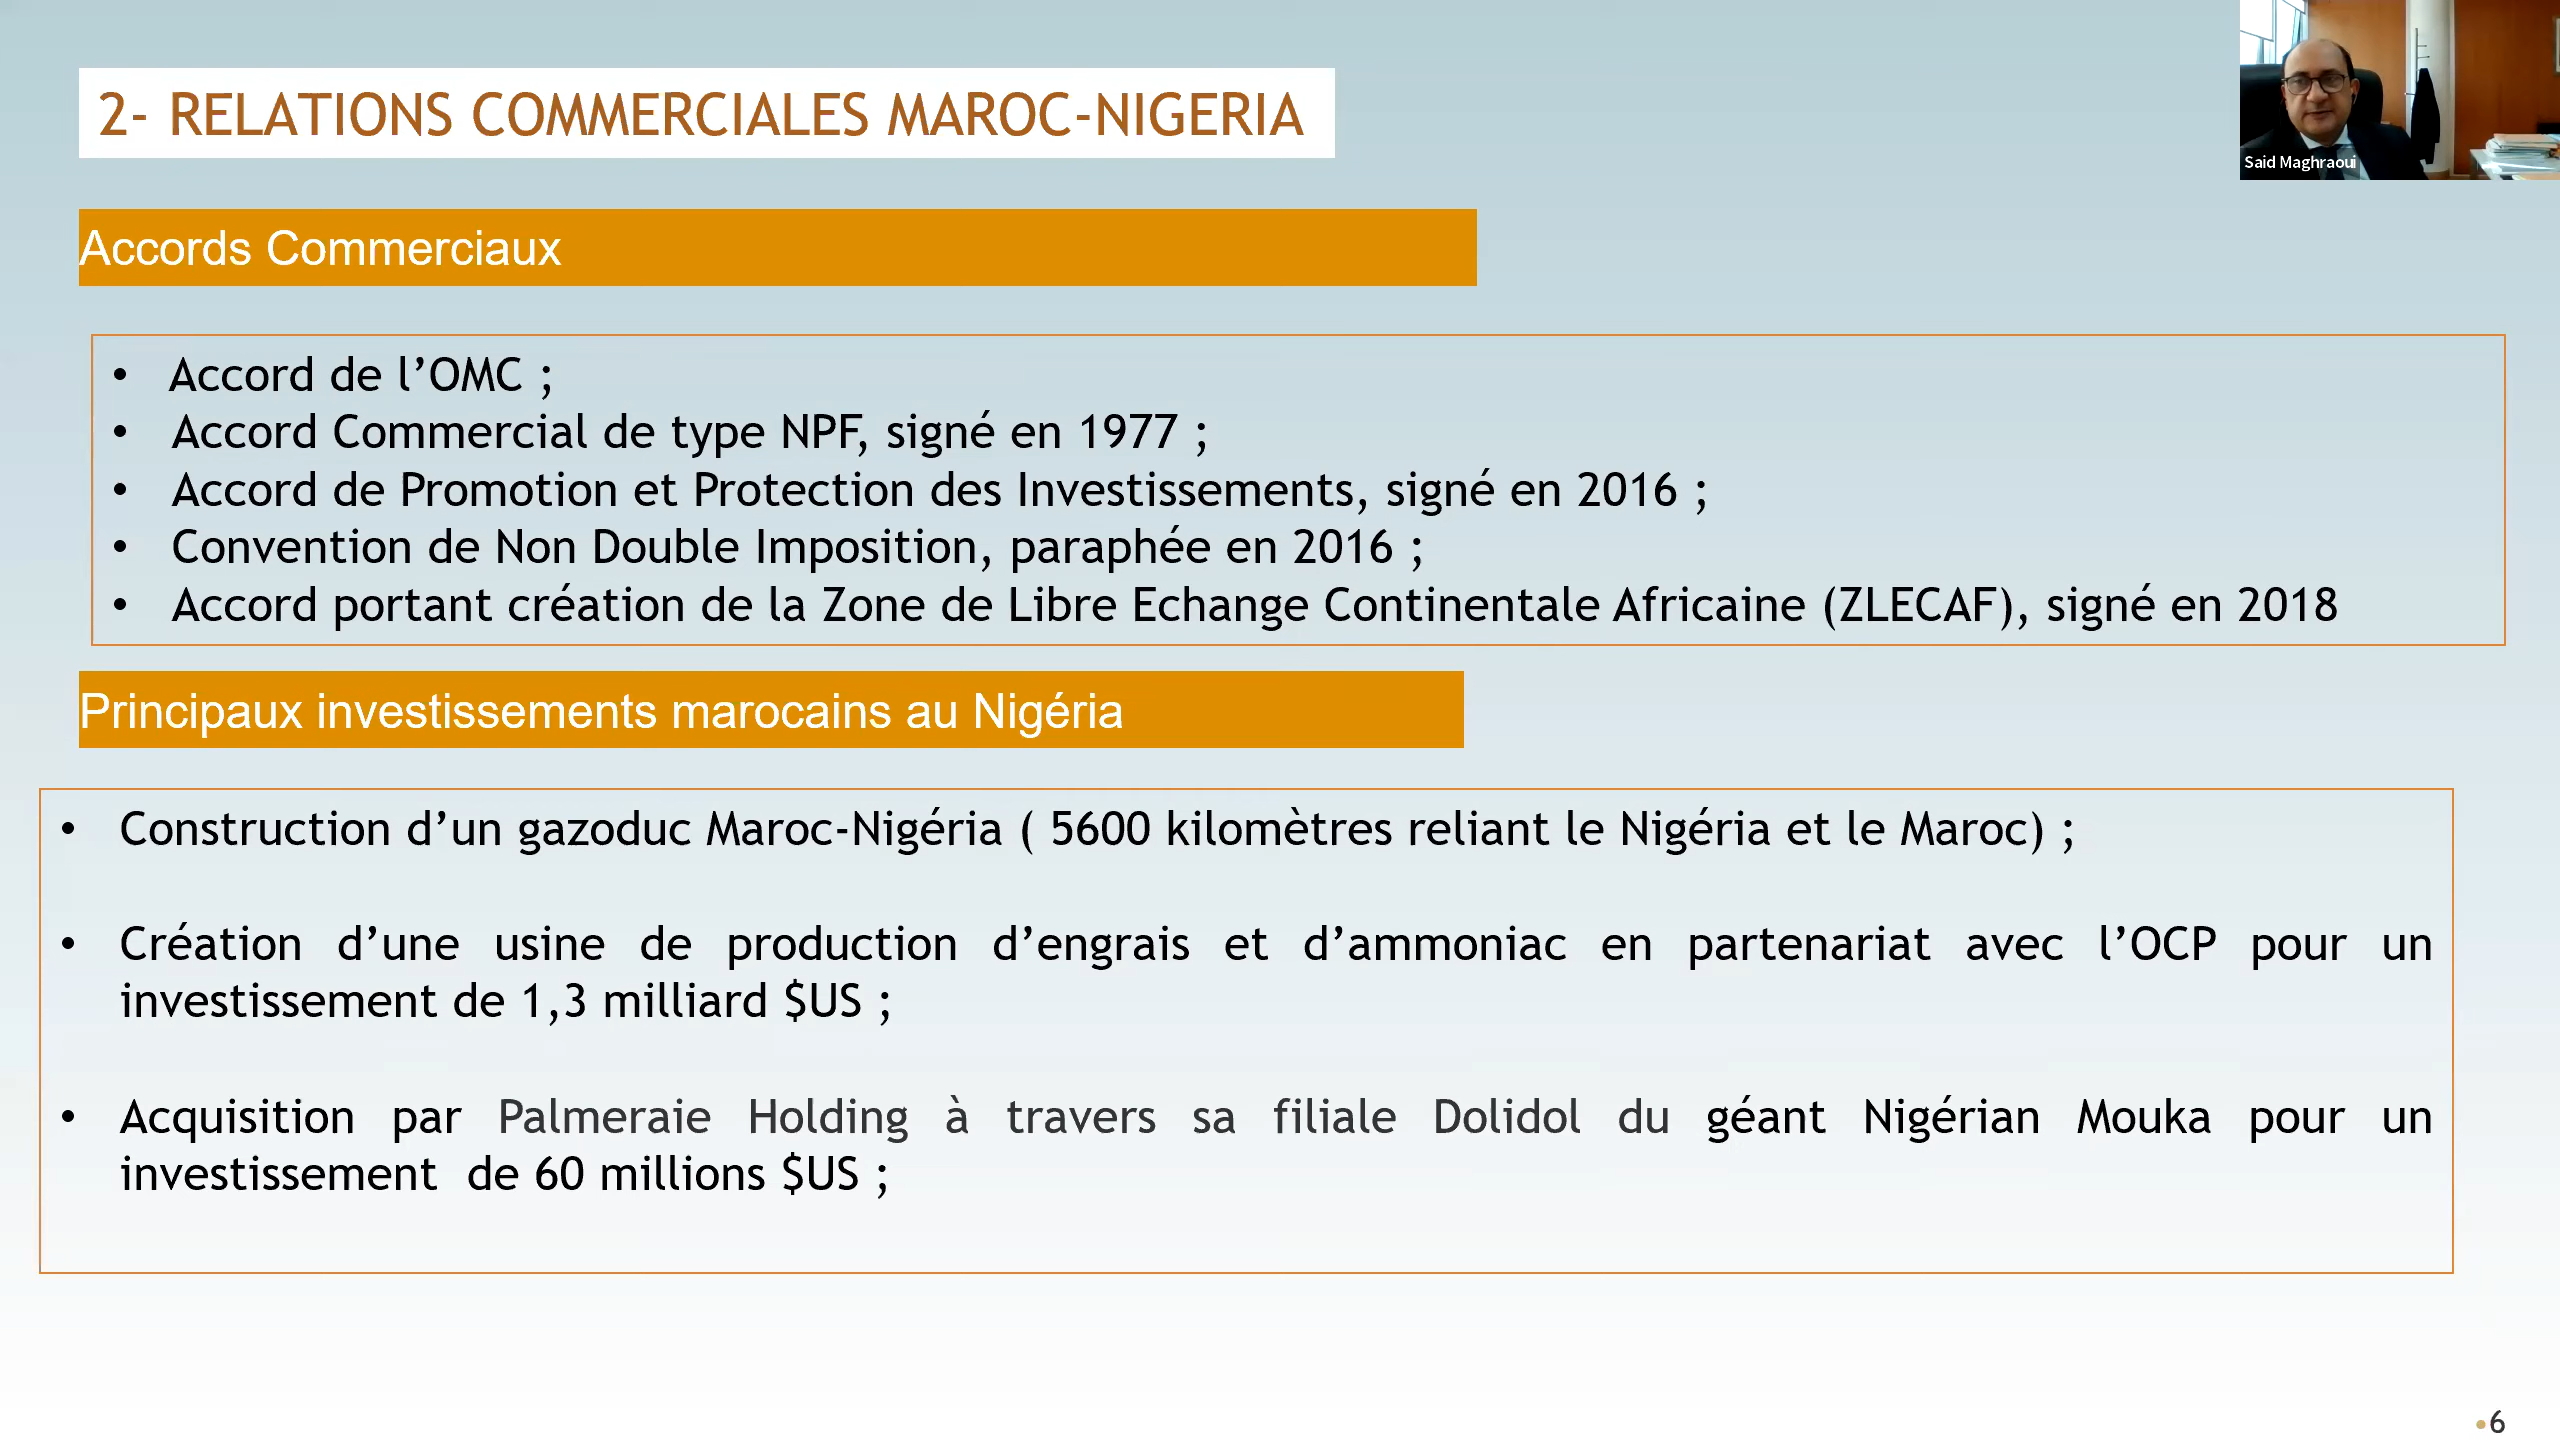 2- RELATIONS COMMERCIALES MAROC-NIGERIA
Said Maghraoui
Accords Commerciaux
• Accord de l’OMC ;
• Accord Commercial de type NPF, signé en 1977 ;
• Accord de Promotion et Protection des Investissements, signé en 2016 ;
• Convention de Non Double Imposition, paraphée en 2016 ;
• Accord portant création de la Zone de Libre Echange Continentale Africaine (ZLECAF), signé en 2018
Principaux investissements marocains au Nigéria
• Construction d’un gazoduc Maroc-Nigéria ( 5600 kilomètres reliant le Nigéria et le Maroc) ;
• Création d’une usine de production d’engrais et d’ammoniac en partenariat avec l’OCP pour un
investissement de 1,3 milliard $US ;
• Acquisition par Palmeraie Holding à travers sa filiale Dolidol du géant Nigérian Mouka pour un
investissement de 60 millions $US ;
•6